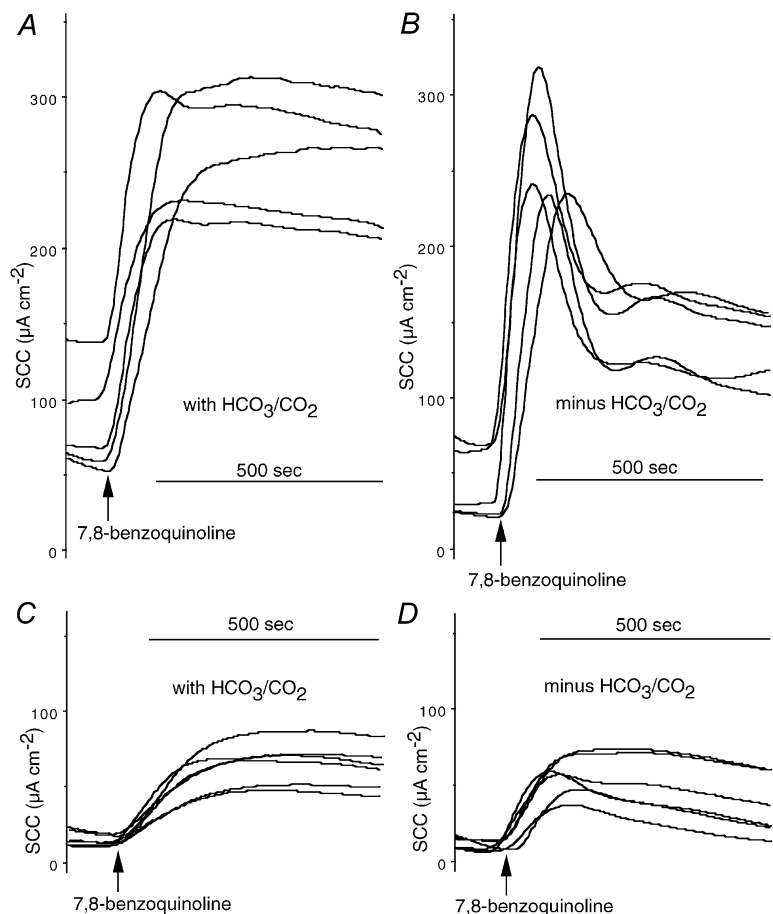 A
SCC (µA cm-2)
300
200
100
0
with HCO3/CO2
500 sec
7,8-benzoquinoline
B
SCC (µA cm-2)
300
200
100
0
minus HCO3/CO2
500 sec
7,8-benzoquinoline
C
SCC (µA cm-2)
100
0
500 sec
with HCO3/CO2
7,8-benzoquinoline
D
SCC (µA cm-2)
100
0
500 sec
minus HCO3/CO2
7,8-benzoquinoline